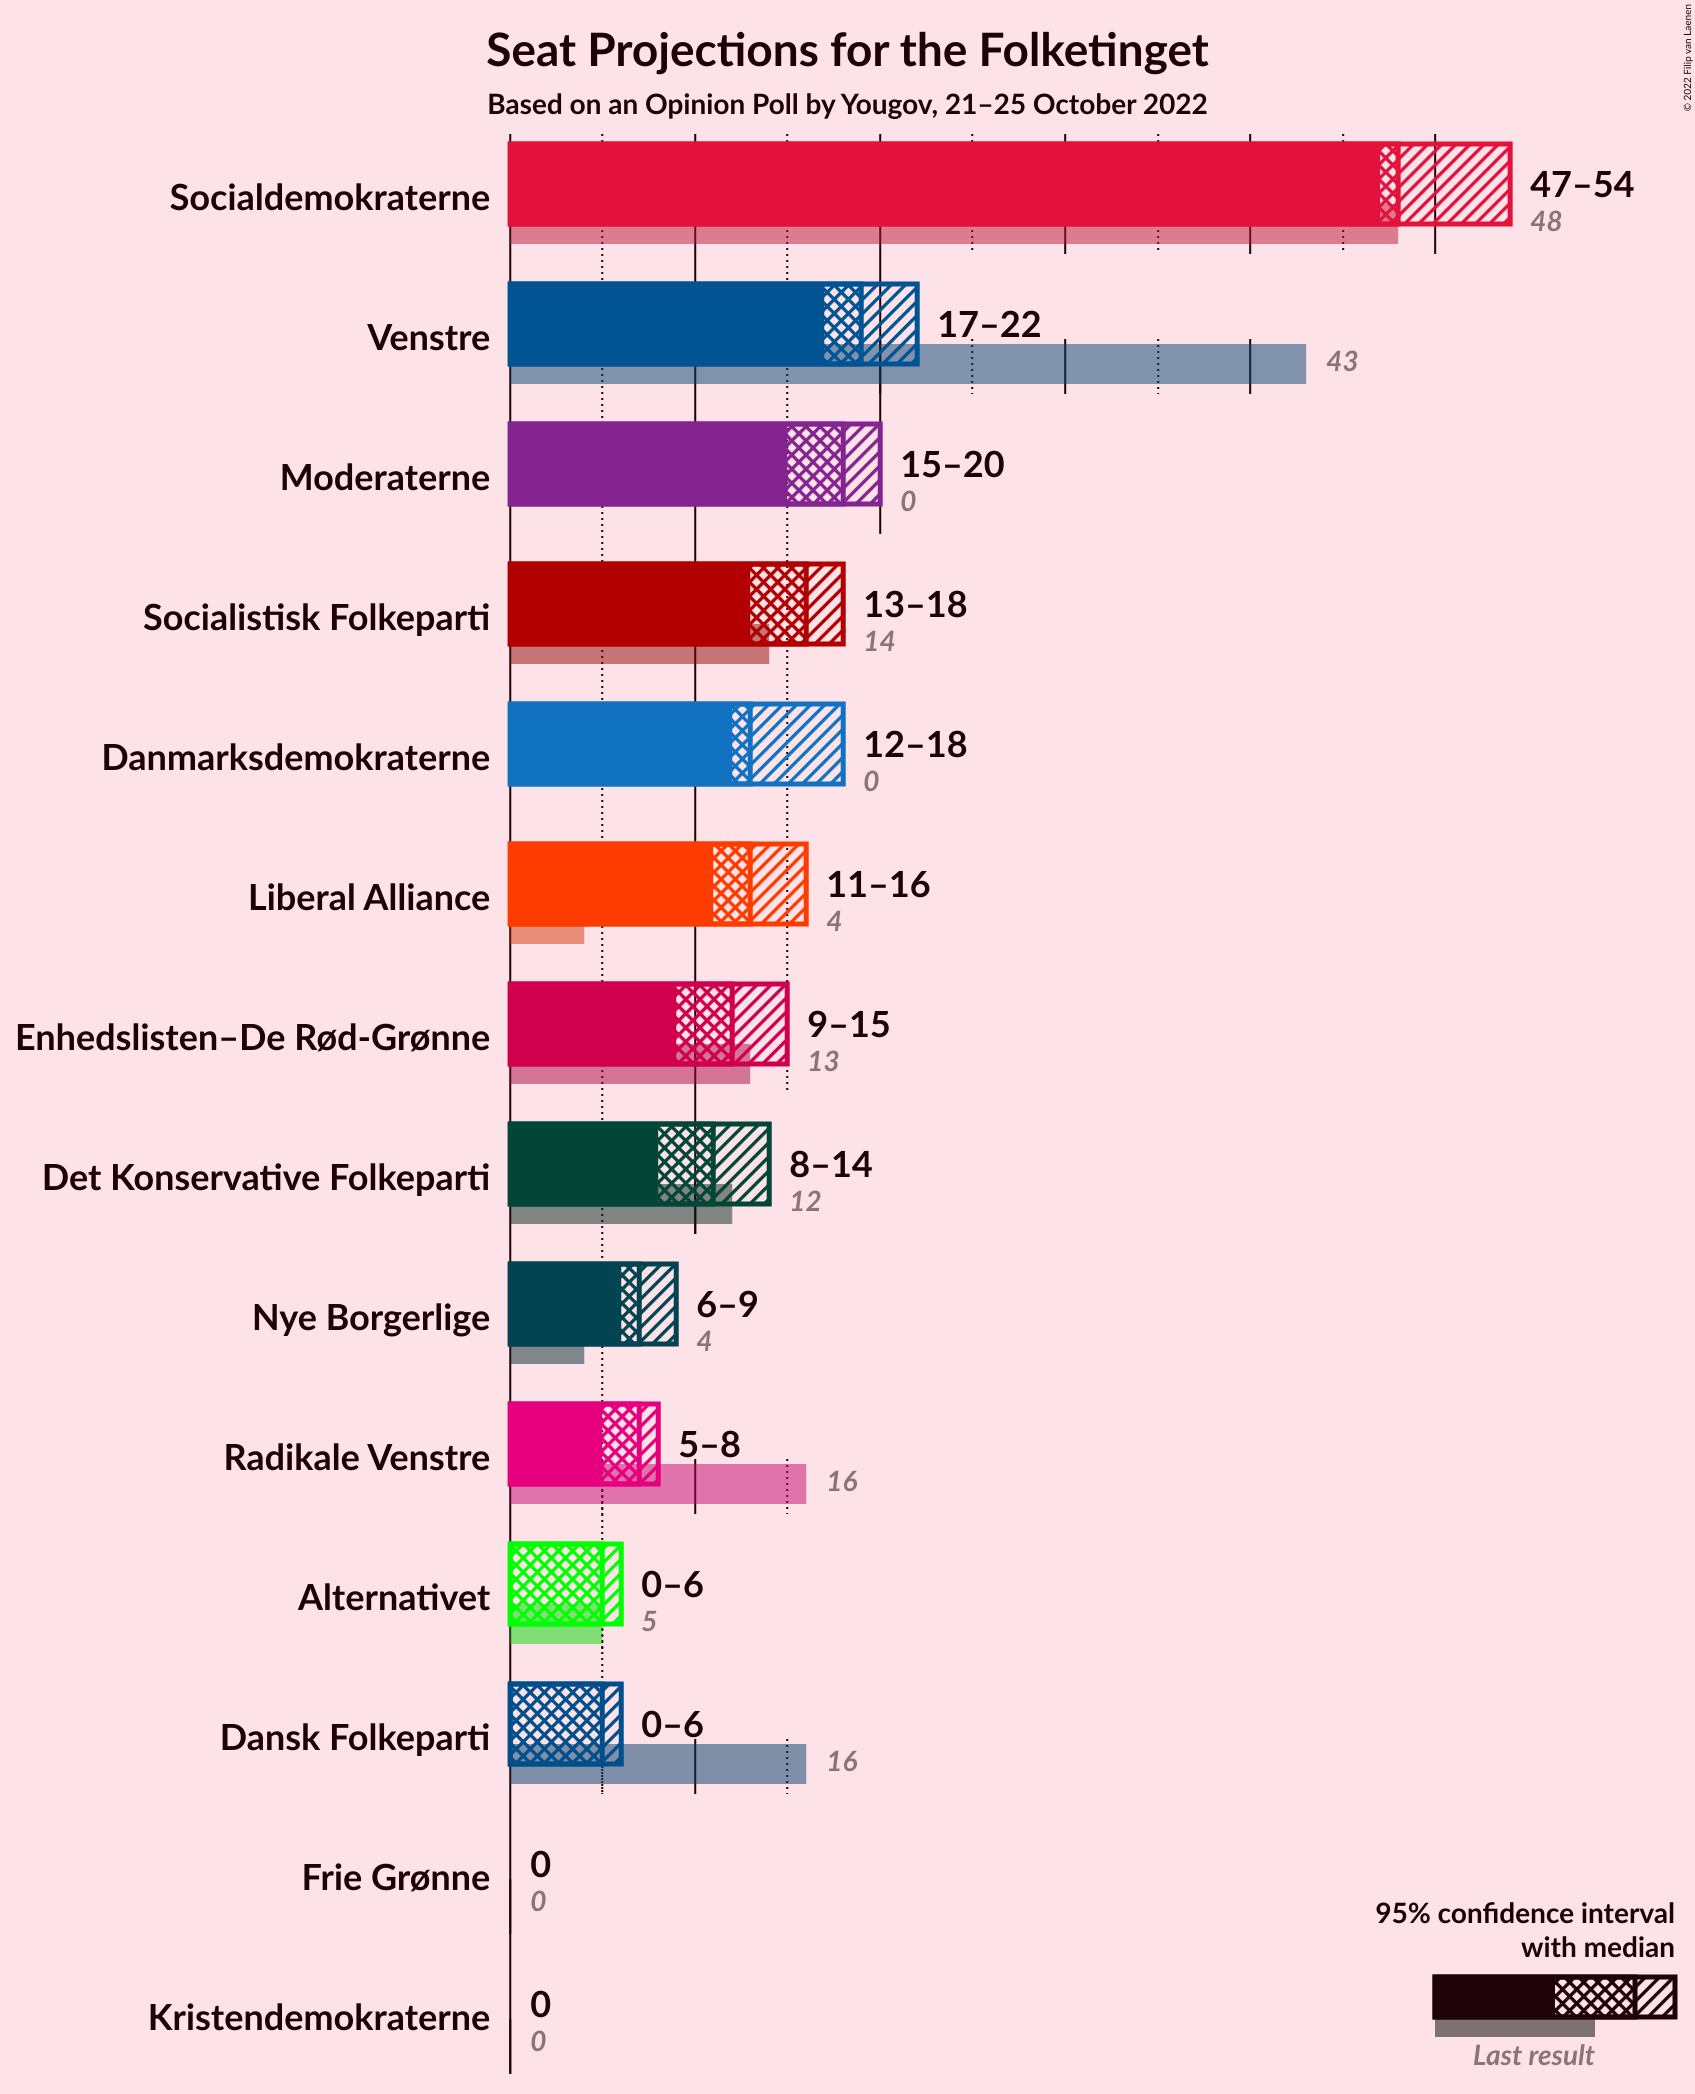 Seat Projections for the Folketinget
Based on an Opinion Poll by Yougov, 21–25 October 2022
© 2022 Filip van Laenen
Socialdemokraterne
47–54
48
Venstre
17–22
43
Moderaterne
15–20
0
Socialistisk Folkeparti
13–18
14
Danmarksdemokraterne
12–18
0
Liberal Alliance
11–16
4
Enhedslisten–De Rød-Grønne
9–15
13
Det Konservative Folkeparti
8–14
12
Nye Borgerlige
6–9
4
Radikale Venstre
5–8
16
Alternativet
0–6
5
Dansk Folkeparti
0–6
16
Frie Grønne
0
0
Kristendemokraterne
0
0
95% confidence interval
with median
Last result